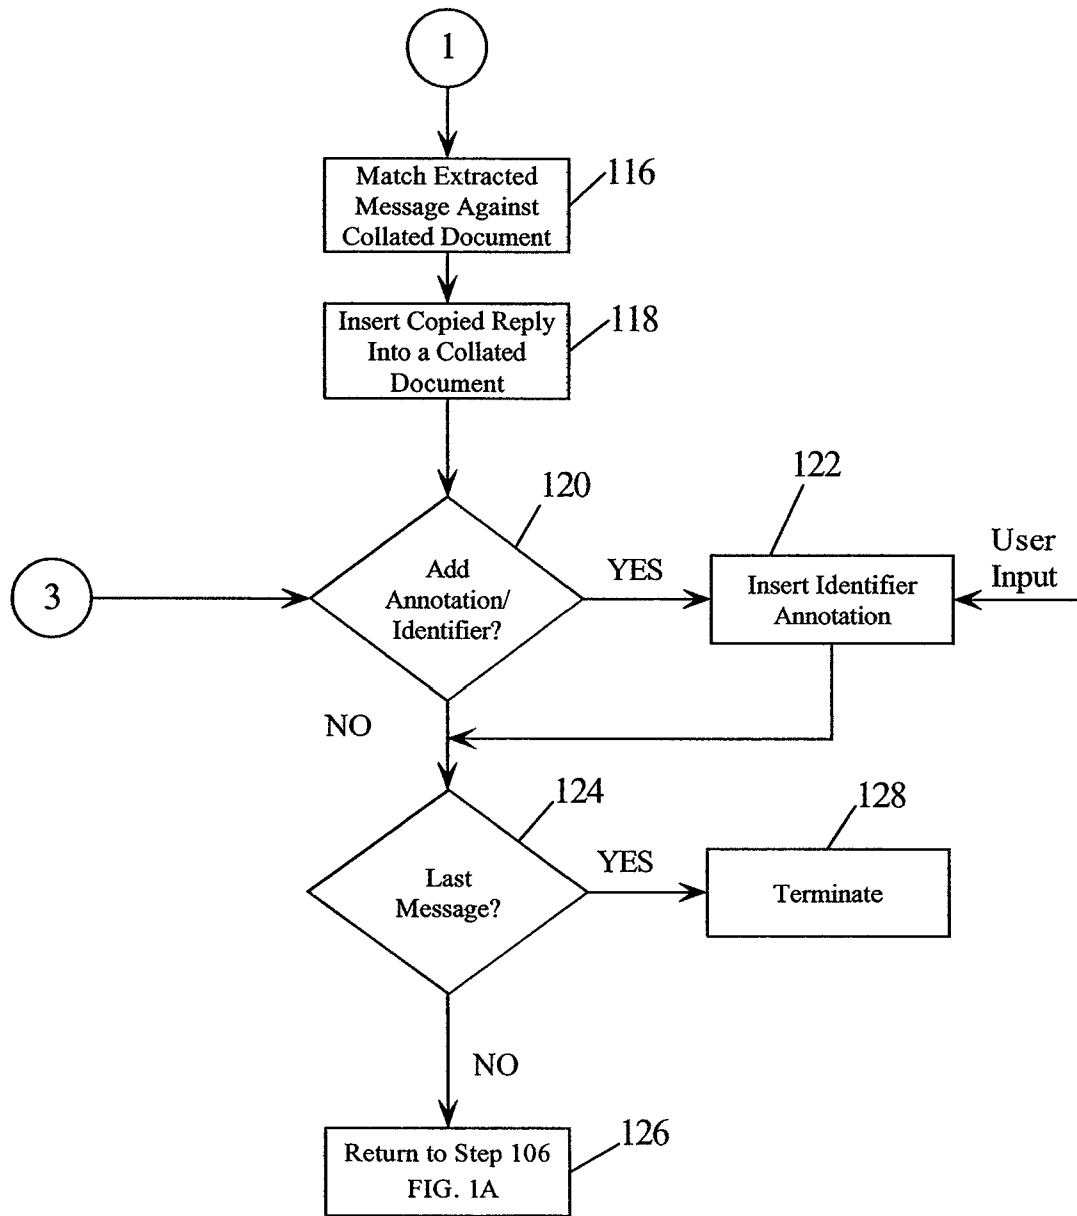 1
Match Extracted
Message Against
Collated Document
116
Insert Copied Reply
Into a Collated
Document
118
120
122
3
Add
Annotation/
Identifier?
YES
Insert Identifier
Annotation
User
Input
NO
124
128
Last
Message?
YES
Terminate
NO
Return to Step 106
FIG. 1A
126